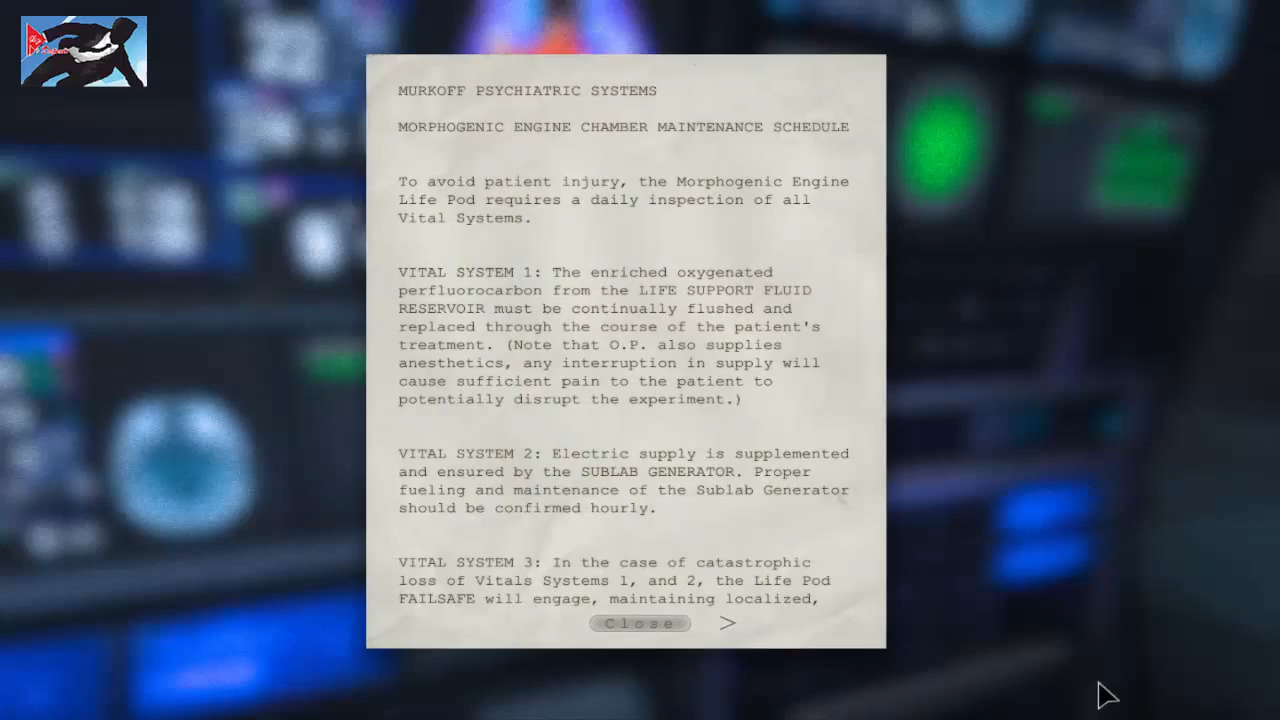 MURKOFF PSYCHIATRIC SYSTEMS
MORPHOGENIC ENGINE CHAMBER MAINTENANCE SCHEDULE
To avoid patient injury, the Morphogenic Engine
Life Pod requires a daily inspection of all
Vital Systems.
VITAL SYSTEM 1: The enriched oxygenated
perfluorocarbon from the LIFE SUPPORT FLUID
RESERVOIR must be continually flushed and
replaced through the course of the patient's
treatment. (Note that O.P. also supplies
anesthetics, any interruption in supply will
cause sufficient pain to the patient to
potentially disrupt the experiment.)
VITAL SYSTEM 2: Electric supply is supplemented
and ensured by the SUBLAB GENERATOR. Proper
fueling and maintenance of the Sublab Generator
should be confirmed hourly.
VITAL SYSTEM 3: In the case of catastrophic
loss of Vitals Systems 1, and 2, the Life Pod
FAILSAFE will engage, maintaining localized,
Close >